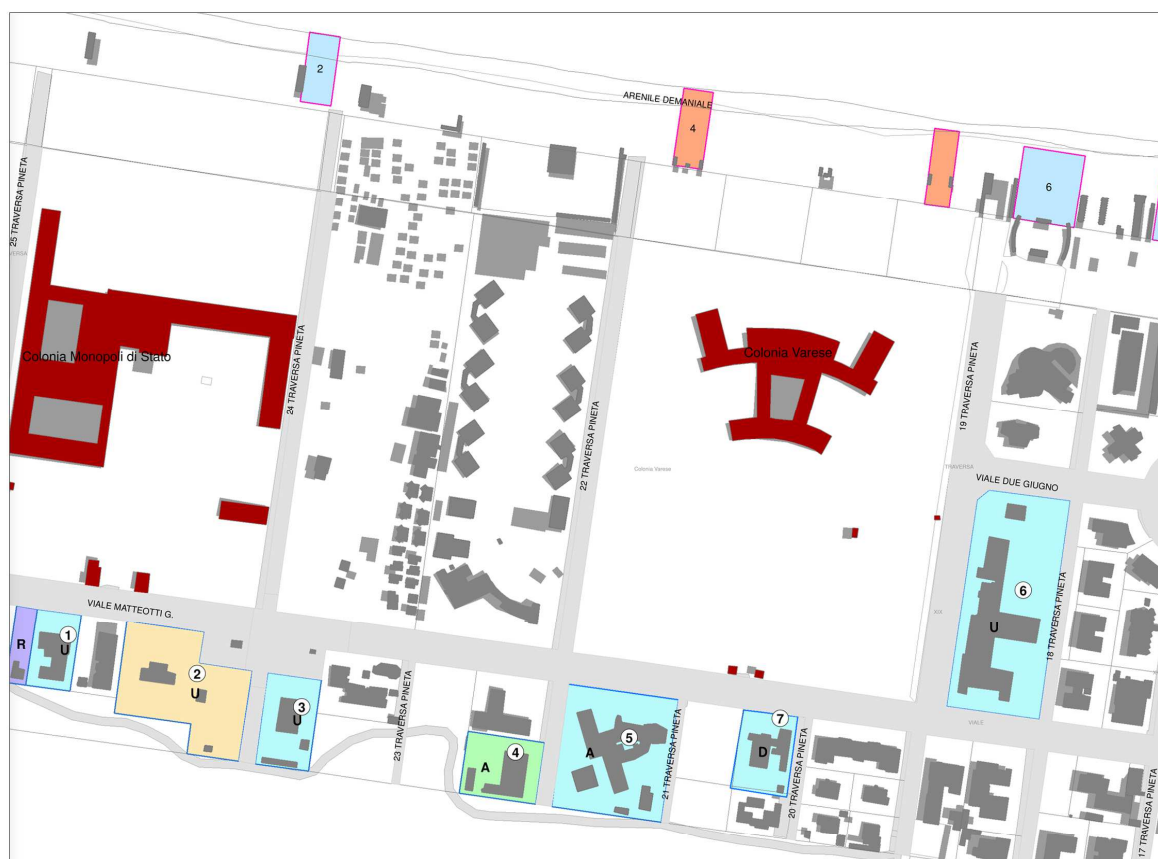 2
ARENILE DEMANIALE
4
6
25 TRAVERSA PINETA
VERSA
Colonia Monopoli di Stato
Colonia Varese
24 TRAVERSA PINETA
22 TRAVERSA PINETA
19 TRAVERSA PINETA
Colonia Varese
TRAVERSA
VIALE DUE GIUGNO
VIALE MATTEOTTI G.
XIX
6
U
18 TRAVERSA PINETA
R
1
U
2
U
3
U
23 TRAVERSA PINETA
4
A
5
A
21 TRAVERSA PINETA
7
D
20 TRAVERSA PINETA
VIALE
17 TRAVERSA PINETA